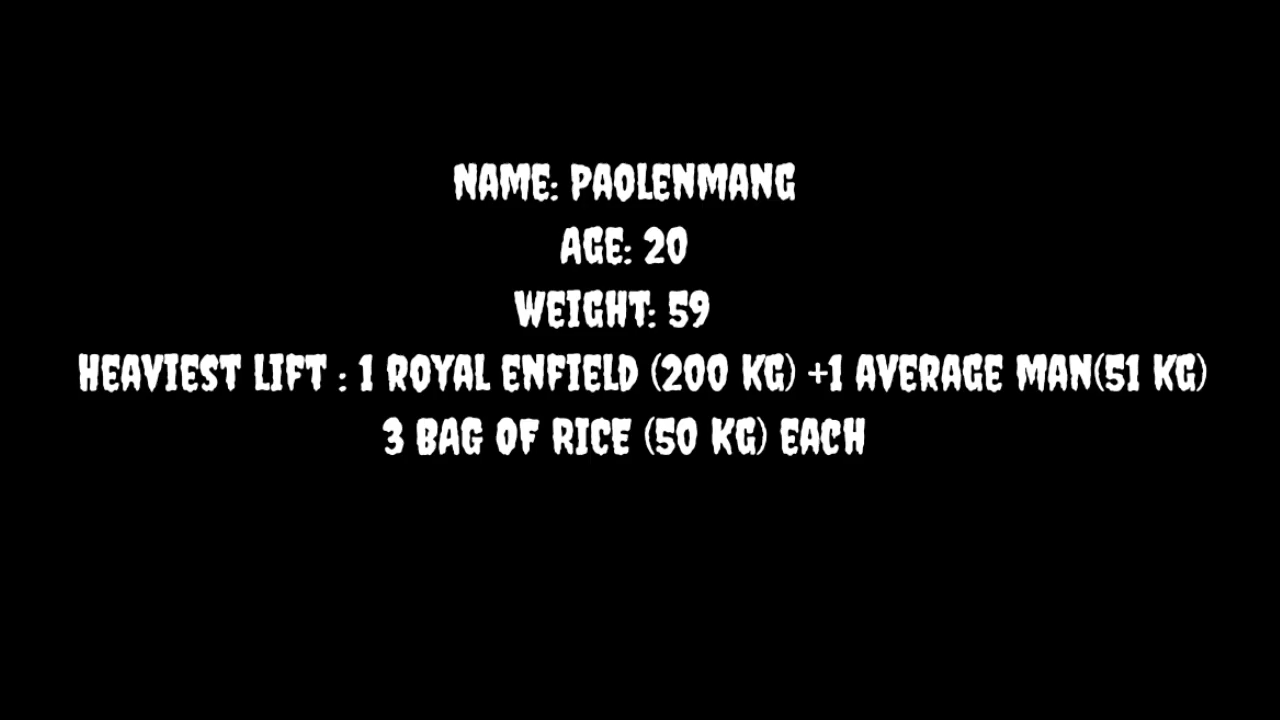 NAME: PAOLENMANG
AGE: 20
WEIGHT: 59
HEAVIEST LIFT : 1 ROYAL ENFIELD (200 KG) +1 AVERAGE MAN(51 KG)
3 BAG OF RICE (50 KG) EACH